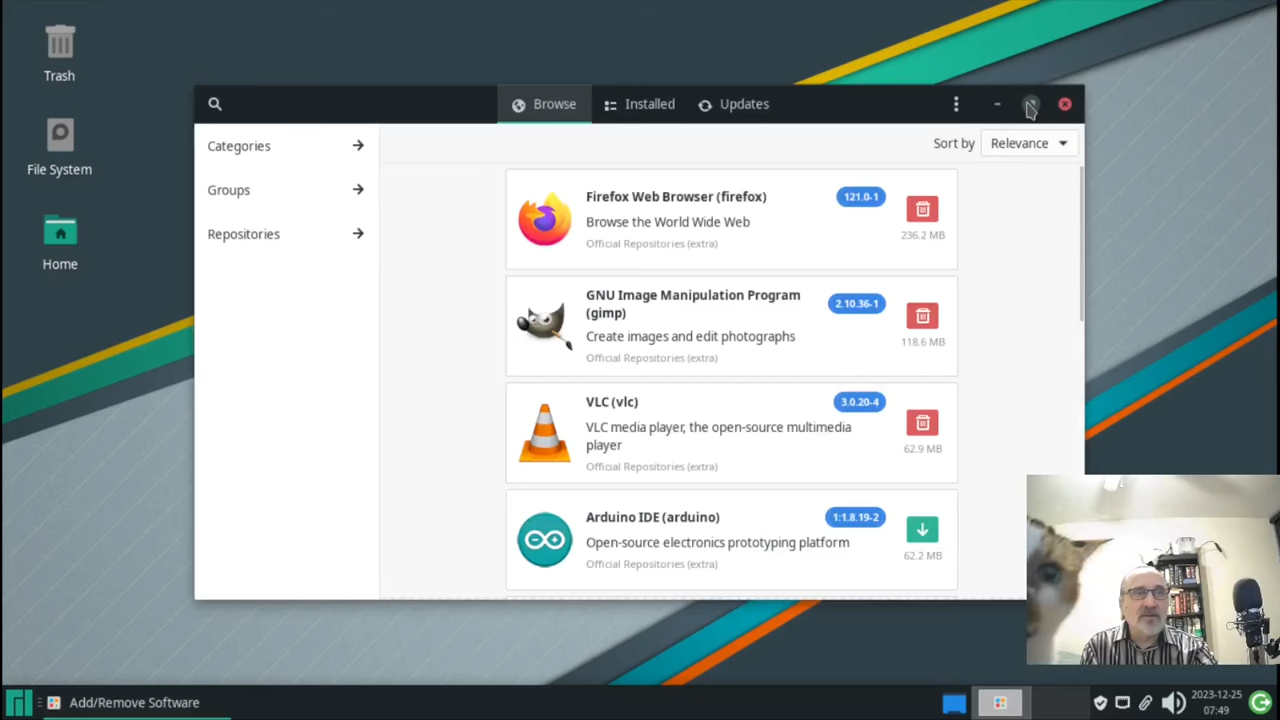 Trash
File System
Home
Browse
Installed
Updates
Categories
Groups
Repositories
Sort by
Relevance
Firefox Web Browser (firefox)
121.0-1
Browse the World Wide Web
Official Repositories (extra)
236.2 MB
GNU Image Manipulation Program
(gimp)
2.10.36-1
Create images and edit photographs
Official Repositories (extra)
118.6 MB
VLC (vlc)
3.0.20-4
VLC media player, the open-source multimedia
player
Official Repositories (extra)
62.9 MB
Arduino IDE (arduino)
1:1.8.19-2
Open-source electronics prototyping platform
Official Repositories (extra)
62.2 MB
Add/Remove Software
2023-12-25
07:49